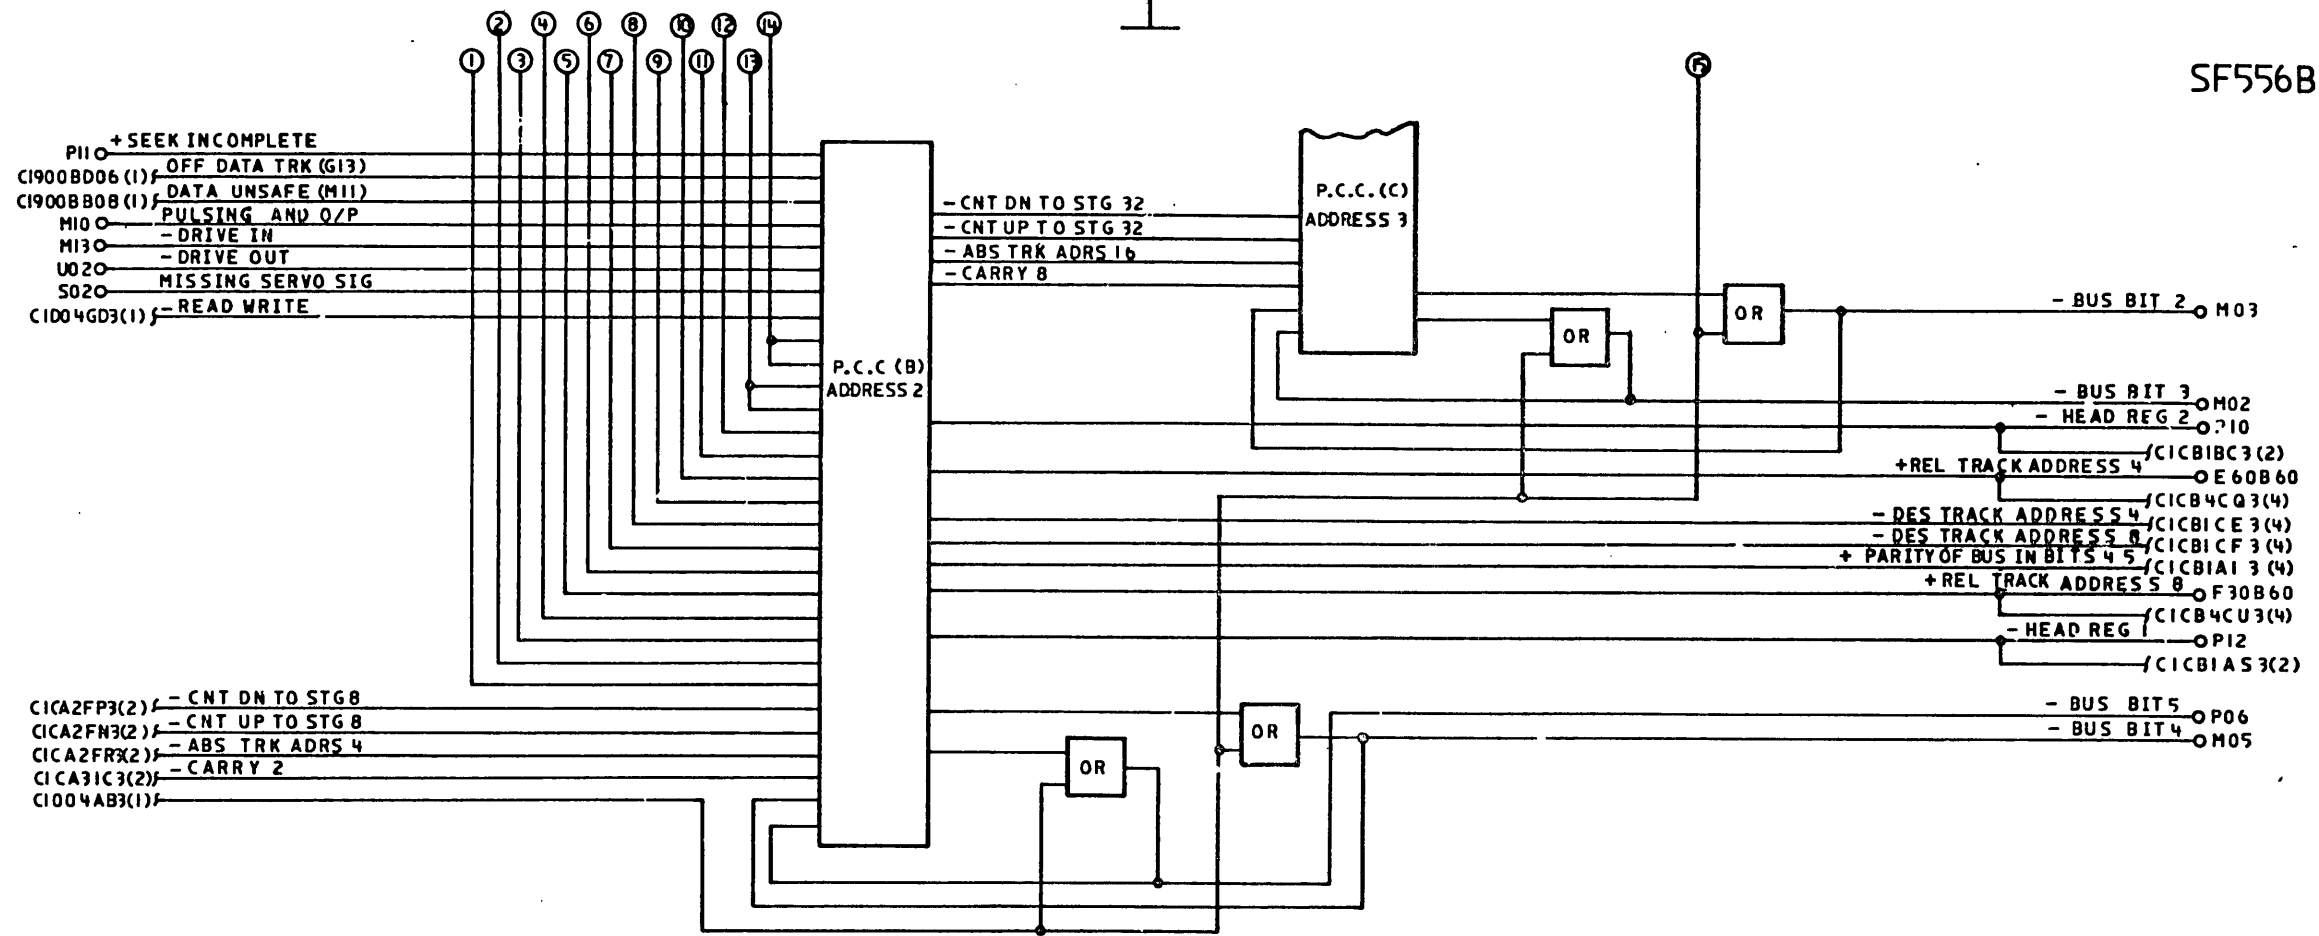 2 4 6 8 10 12 14
1 3 5 7 9 11 13
15
SF556B
P11 +SEEK INCOMPLETE
C1900BD06(1) OFF DATA TRK (G13)
C1900BB08(1) DATA UNSAFE (M11)
M10 PULSING AND O/P
M13 -DRIVE IN
U02 -DRIVE OUT
S02 MISSING SERVO SIG
C1D04GD3(1) -READ WRITE
P.C.C (B)
ADDRESS 2
-CNT DN TO STG 32
-CNT UP TO STG 32
-ABS TRK ADRS 16
-CARRY 8
P.C.C.(C)
ADDRESS 3
OR
OR
-BUS BIT 2 M03
-BUS BIT 3 M02
-HEAD REG 2 P10
C1CB1BC3(2)
+REL TRACK ADDRESS 4 E60B60
C1CB4CQ3(4)
-DES TRACK ADDRESS 4 C1CB1CE3(4)
-DES TRACK ADDRESS 8 C1CB1CF3(4)
+ PARITY OF BUS IN BITS 4 5 C1CB1A13(4)
+REL TRACK ADDRESS 8 F30B60
C1CB4CU3(4)
-HEAD REG 1 P12
C1CB1AS3(2)
C1CA2FP3(2) -CNT DN TO STG 8
C1CA2FN3(2) -CNT UP TO STG 8
C1CA2FR3(2) -ABS TRK ADRS 4
C1CA31C3(2) -CARRY 2
C1004AB3(1)
OR
OR
-BUS BIT 5 P06
-BUS BIT 4 M05